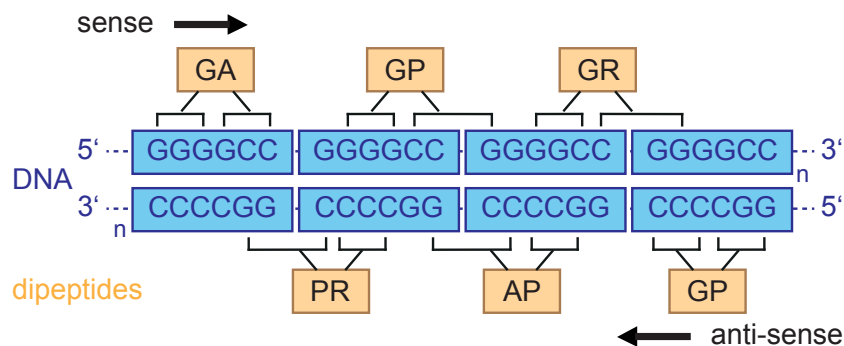 sense
GA GP GR
5‘ GGGGCC GGGGCC GGGGCC GGGGCC 3‘
DNA n
3‘ CCCCGG CCCCGG CCCCGG CCCCGG 5‘
n
dipeptides PR AP GP
anti-sense